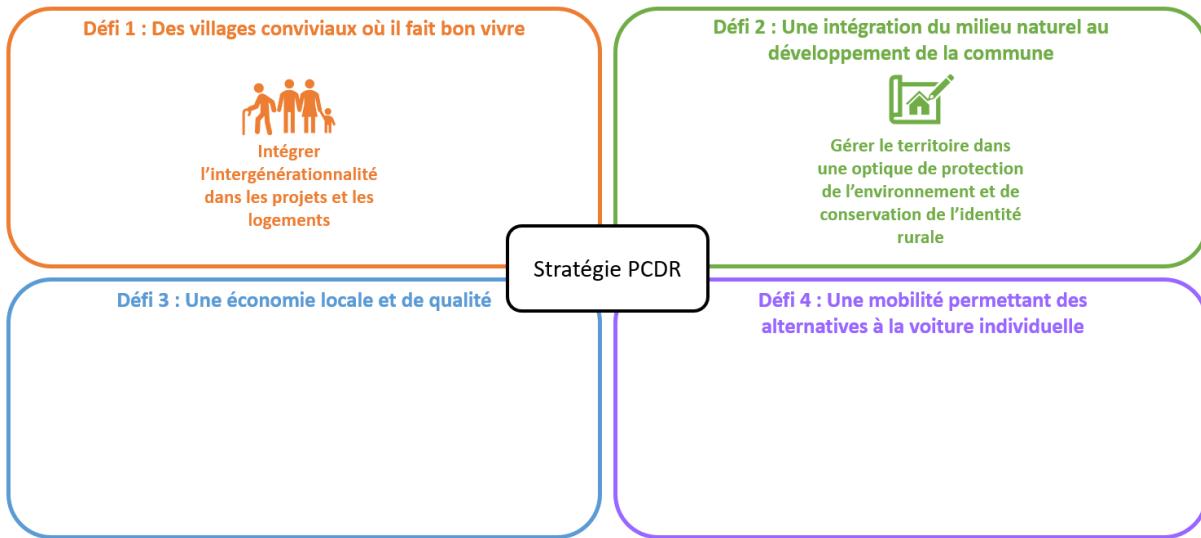 Défi 1 : Des villages conviviaux où il fait bon vivre
Intégrer
l’intergénérationnalité
dans les projets et les
logements
Défi 2 : Une intégration du milieu naturel au
développement de la commune
Gérer le territoire dans
une optique de protection
de l’environnement et de
conservation de l’identité
rurale
Stratégie PCDR
Défi 3 : Une économie locale et de qualité
Défi 4 : Une mobilité permettant des
alternatives à la voiture individuelle